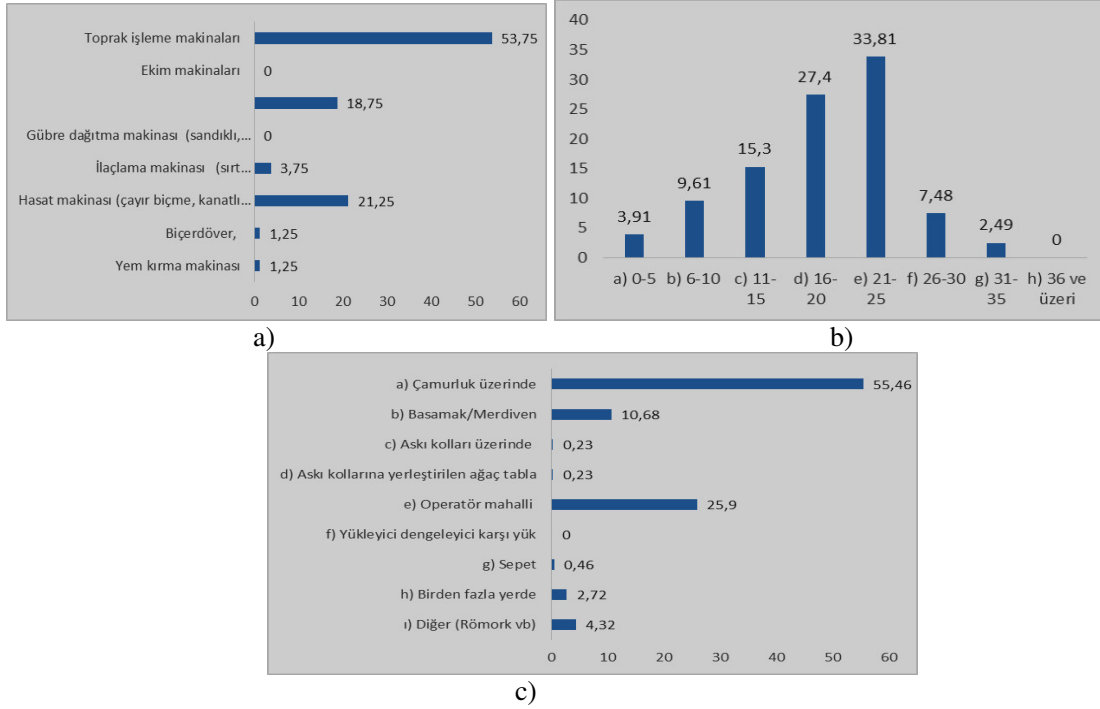 Toprak işleme makinaları 53,75
Ekim makinaları 0
18,75
Gübre dağıtma makinası (sandıklı,... 0
İlaçlama makinası (sırt... 3,75
Hasat makinası (çayır biçme, kanatlı... 21,25
Biçerdöver, 1,25
Yem kırma makinası 1,25
0 10 20 30 40 50 60
a)
40
35
30
25
20
15
10
5
0
3,91 9,61 15,3 27,4 33,81 7,48 2,49 0
a) 0-5 b) 6-10 c) 11- d) 16- e) 21- f) 26-30 g) 31- h) 36 ve
15 20 25 35 üzeri
b)
a) Çamurluk üzerinde 55,46
b) Basamak/Merdiven 10,68
c) Askı kolları üzerinde 0,23
d) Askı kollarına yerleştirilen ağaç tabla 0,23
e) Operatör mahalli 25,9
f) Yükleyici dengeleyici karşı yük 0
g) Sepet 0,46
h) Birden fazla yerde 2,72
ı) Diğer (Römork vb) 4,32
0 10 20 30 40 50 60
c)